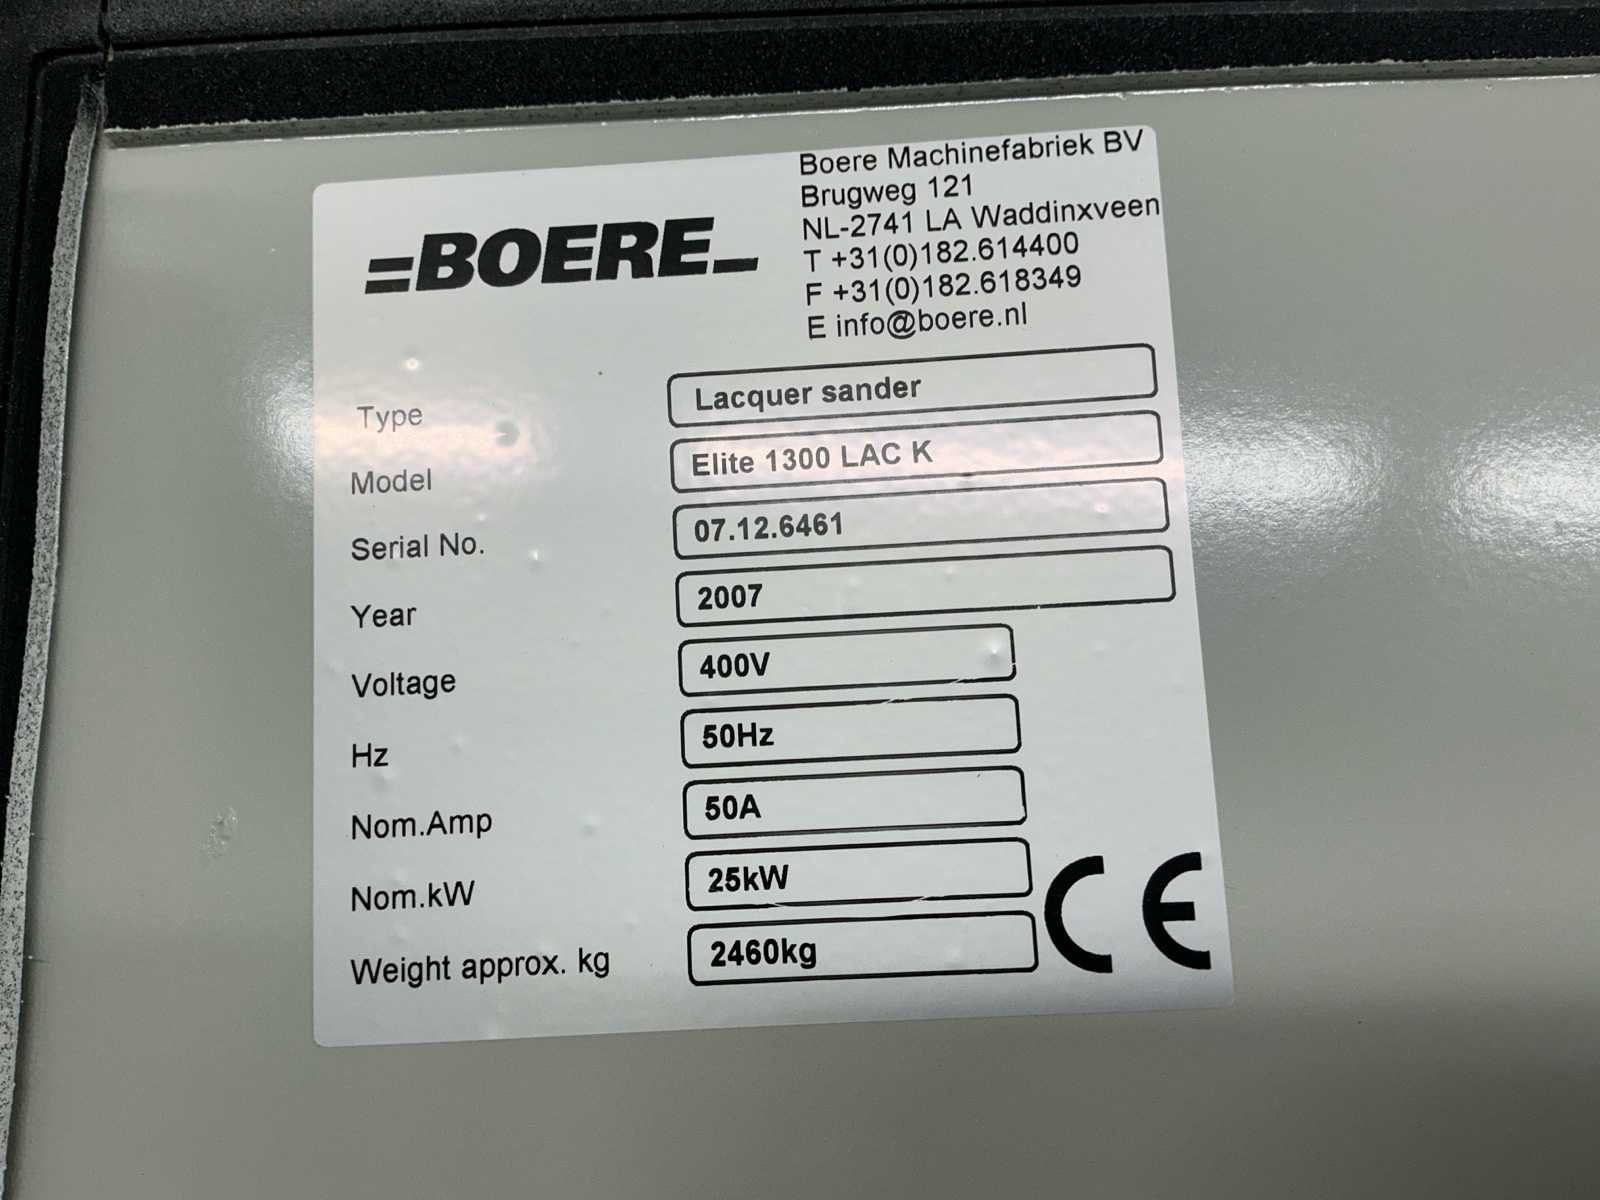 BOERE
Boere Machinefabriek BV
Brugweg 121
NL-2741 LA Waddinxveen
T +31(0)182.614400
F +31(0)182.618349
E info@boere.nl
Type Lacquer sander
Model Elite 1300 LAC K
Serial No. 07.12.6461
Year 2007
Voltage 400V
Hz 50Hz
Nom.Amp 50A
Nom.kW 25kW
Weight approx. kg 2460kg
CE